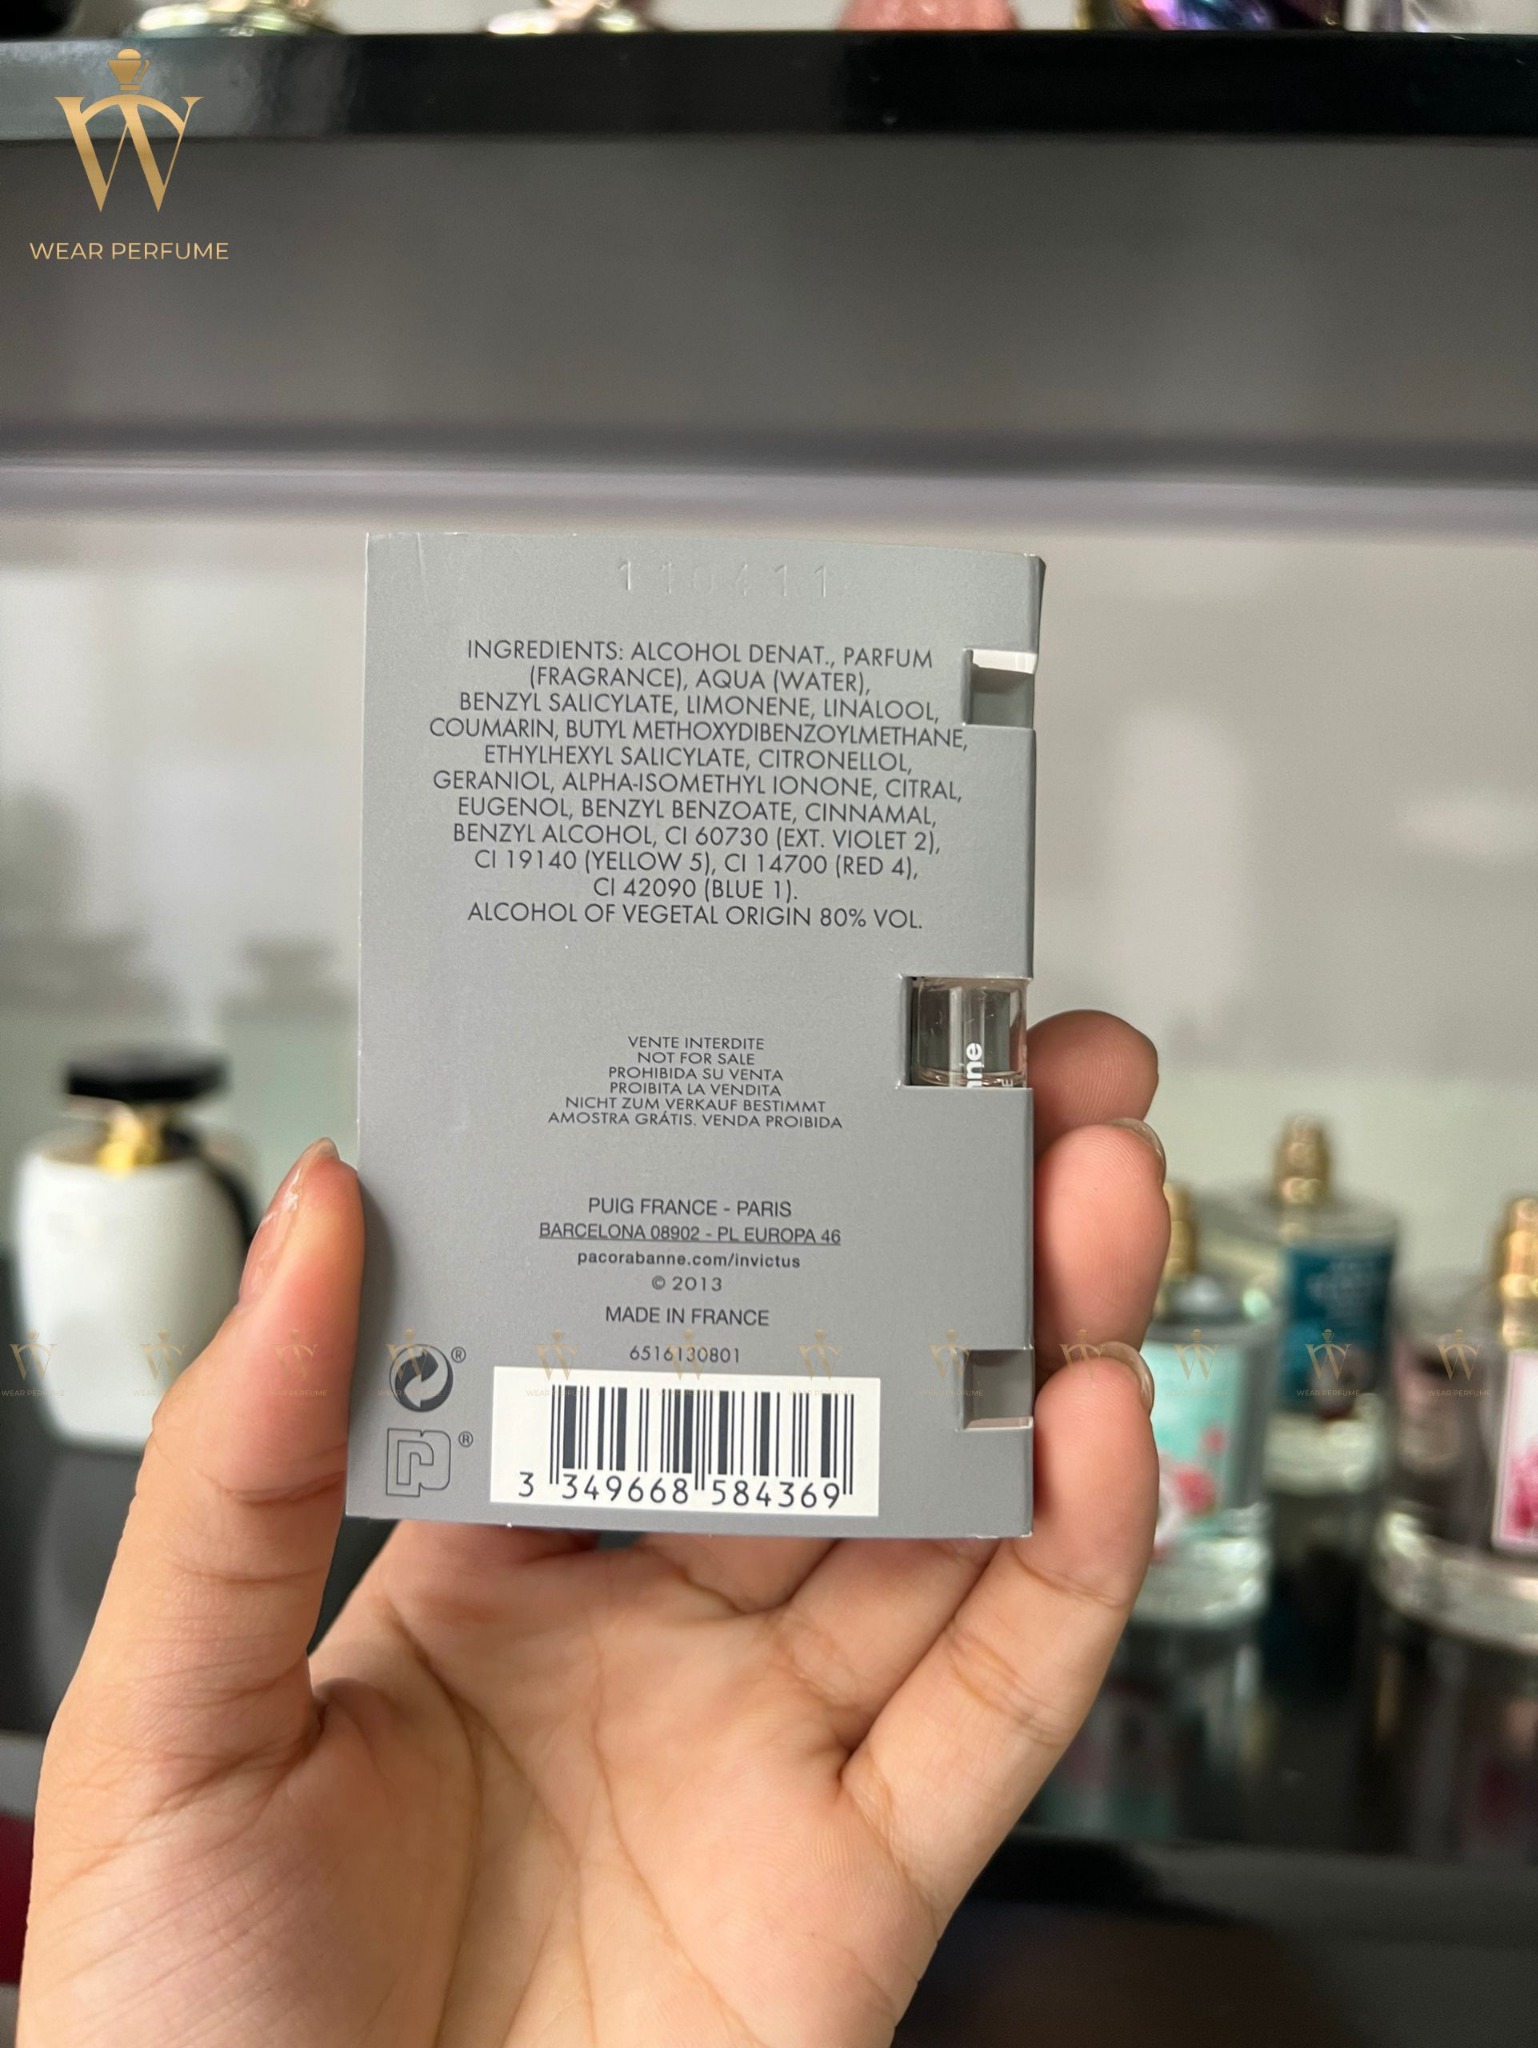 WEAR PERFUME
110411
INGREDIENTS: ALCOHOL DENAT., PARFUM
(FRAGRANCE), AQUA (WATER),
BENZYL SALICYLATE, LIMONENE, LINALOOL,
COUMARIN, BUTYL METHOXYDIBENZOYLMETHANE,
ETHYLHEXYL SALICYLATE, CITRONELLOL,
GERANIOL, ALPHA-ISOMETHYL IONONE, CITRAL,
EUGENOL, BENZYL BENZOATE, CINNAMAL,
BENZYL ALCOHOL, CI 60730 (EXT. VIOLET 2),
CI 19140 (YELLOW 5), CI 14700 (RED 4),
CI 42090 (BLUE 1).
ALCOHOL OF VEGETAL ORIGIN 80% VOL.
nne
VENTE INTERDITE
NOT FOR SALE
PROHIBIDA SU VENTA
PROIBITA LA VENDITA
NICHT ZUM VERKAUF BESTIMMT
AMOSTRA GRÁTIS. VENDA PROIBIDA
PUIG FRANCE - PARIS
BARCELONA 08902 - PL EUROPA 46
pacorabanne.com/invictus
© 2013
MADE IN FRANCE
6516130801
3 349668 584369